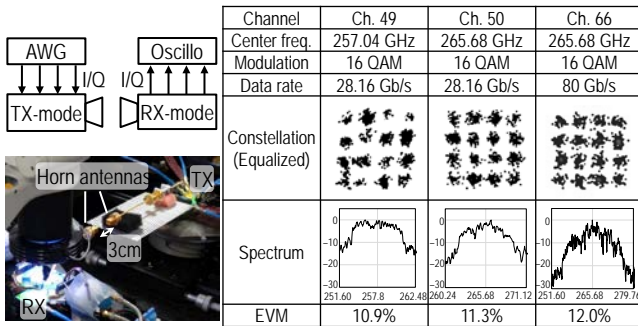 AWG
Oscillo
I/Q
I/Q
TX-mode
RX-mode
Horn antennas
TX
3cm
RX
Channel Ch. 49 Ch. 50 Ch. 66
Center freq. 257.04 GHz 265.68 GHz 265.68 GHz
Modulation 16 QAM 16 QAM 16 QAM
Data rate 28.16 Gb/s 28.16 Gb/s 80 Gb/s
Constellation
(Equalized)
Spectrum
0
−10
−20
−30
251.60 257.8 262.48
0
−10
−20
−30
260.24 265.68 271.12
0
−10
−20
−30
251.60 265.68 279.76
EVM 10.9% 11.3% 12.0%